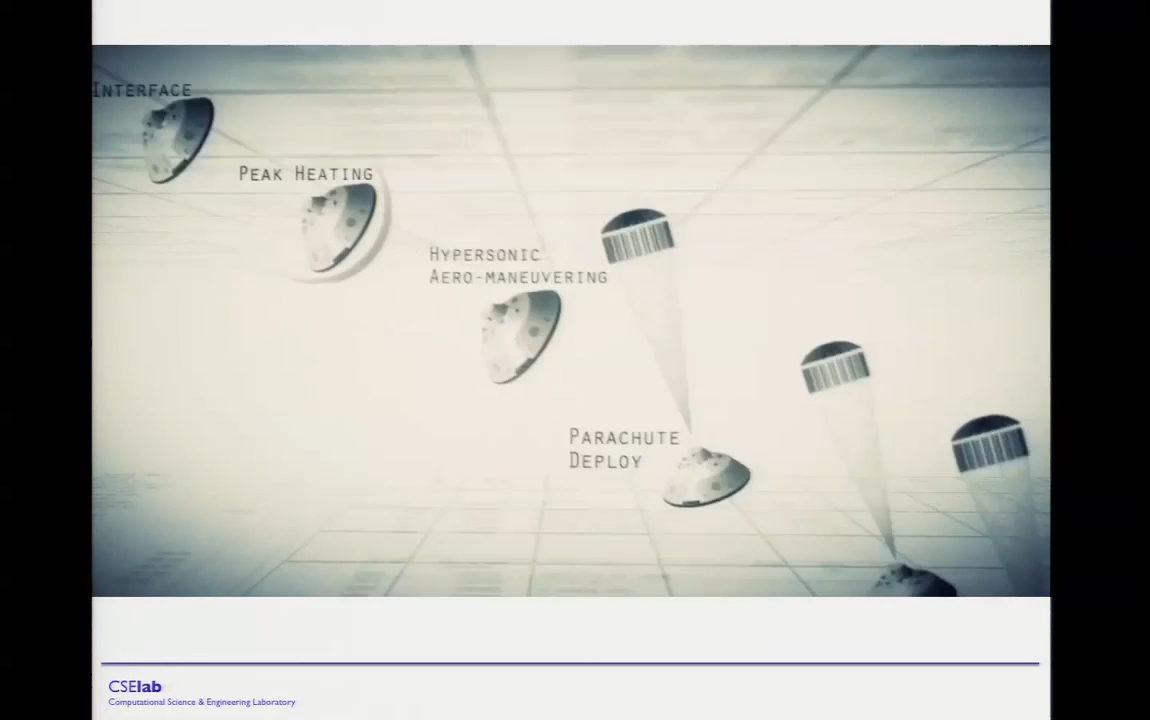 INTERFACE
PEAK HEATING
HYPERSONIC
AERO-MANEUVERING
PARACHUTE
DEPLOY
CSElab
Computational Science & Engineering Laboratory